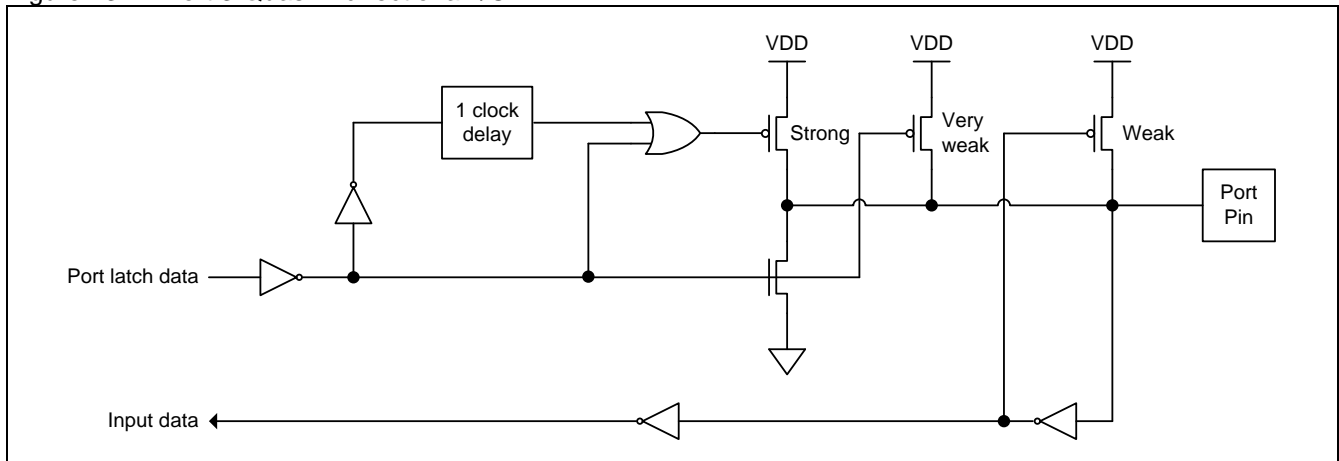 VDD
VDD
VDD
1 clock
delay
Strong
Very
weak
Weak
Port
Pin
Port latch data
Input data